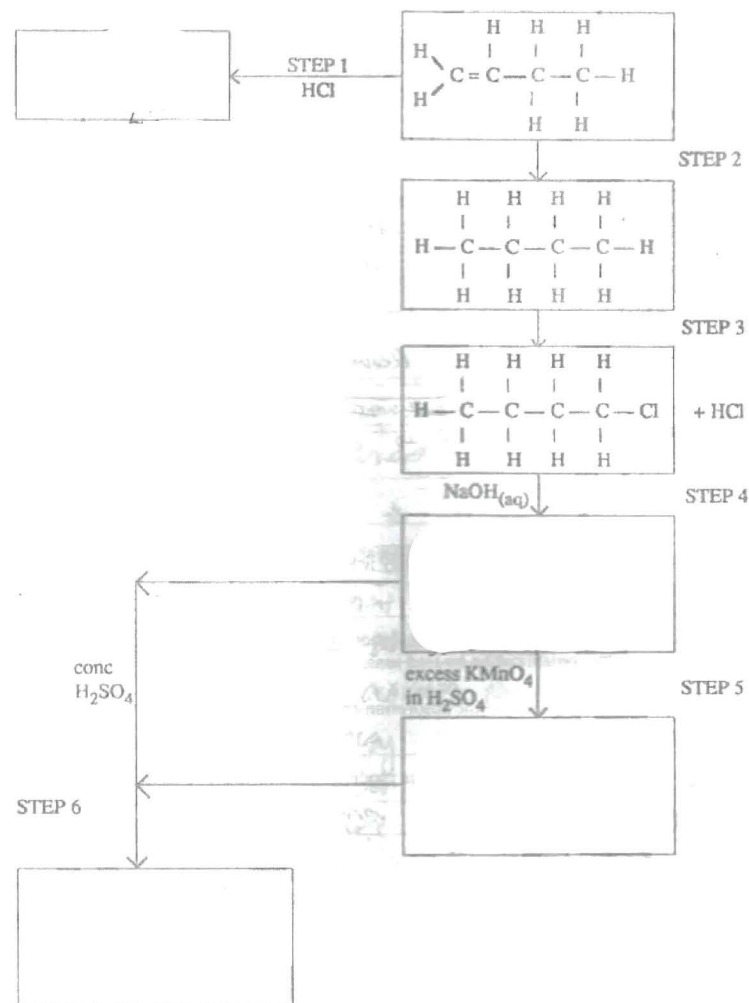 H H H
H
STEP 1
C = C — C — C — H
HCl
H
H H
STEP 2
H H H H
H — C — C — C — C — H
H H H H
STEP 3
H H H H
H — C — C — C — C — Cl
+ HCl
H H H H
NaOH(aq)
STEP 4
conc
H2SO4
excess KMnO4
in H2SO4
STEP 5
STEP 6